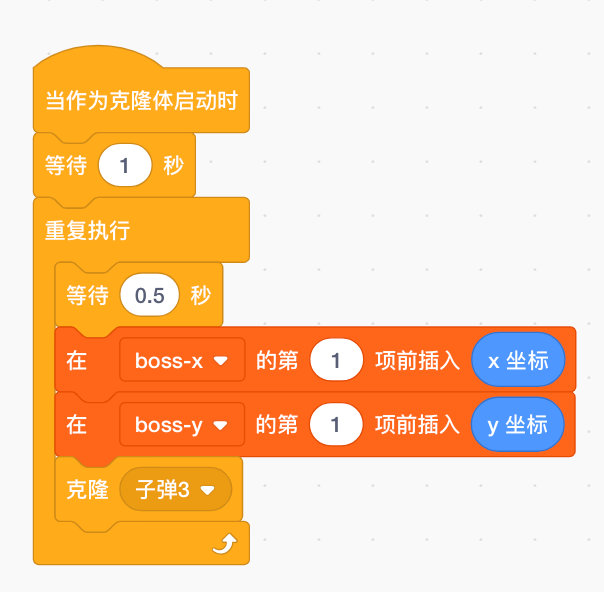 当作为克隆体启动时
等待 1 秒
重复执行
等待 0.5 秒
在 boss-x 的第 1 项前插入 x 坐标
在 boss-y 的第 1 项前插入 y 坐标
克隆 子弹3